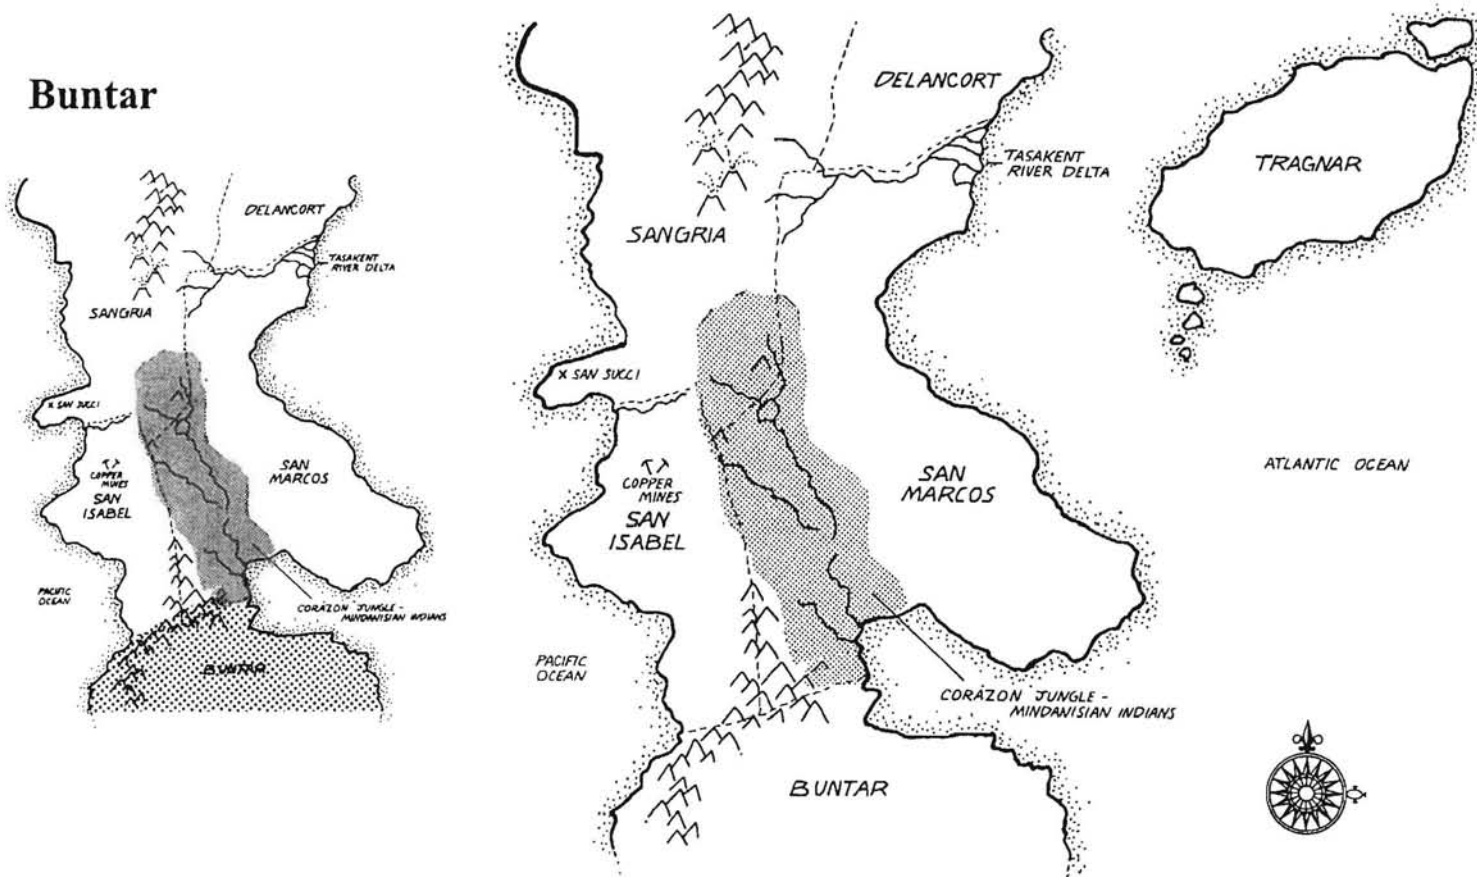 Buntar
DELANCORT
TASAKENT
RIVER DELTA
SANGRIA
X SAN SUCCI
COPPER
MINES
SAN
ISABEL
SAN
MARCOS
PACIFIC
OCEAN
CORAZON JUNGLE -
MINDANISIAN INDIANS
BUNTAR
DELANCORT
TASAKENT
RIVER DELTA
TRAGNAR
SANGRIA
X SAN SUCCI
COPPER
MINES
SAN
ISABEL
SAN
MARCOS
ATLANTIC OCEAN
PACIFIC
OCEAN
CORÁZON JUNGLE -
MINDANISIAN INDIANS
BUNTAR